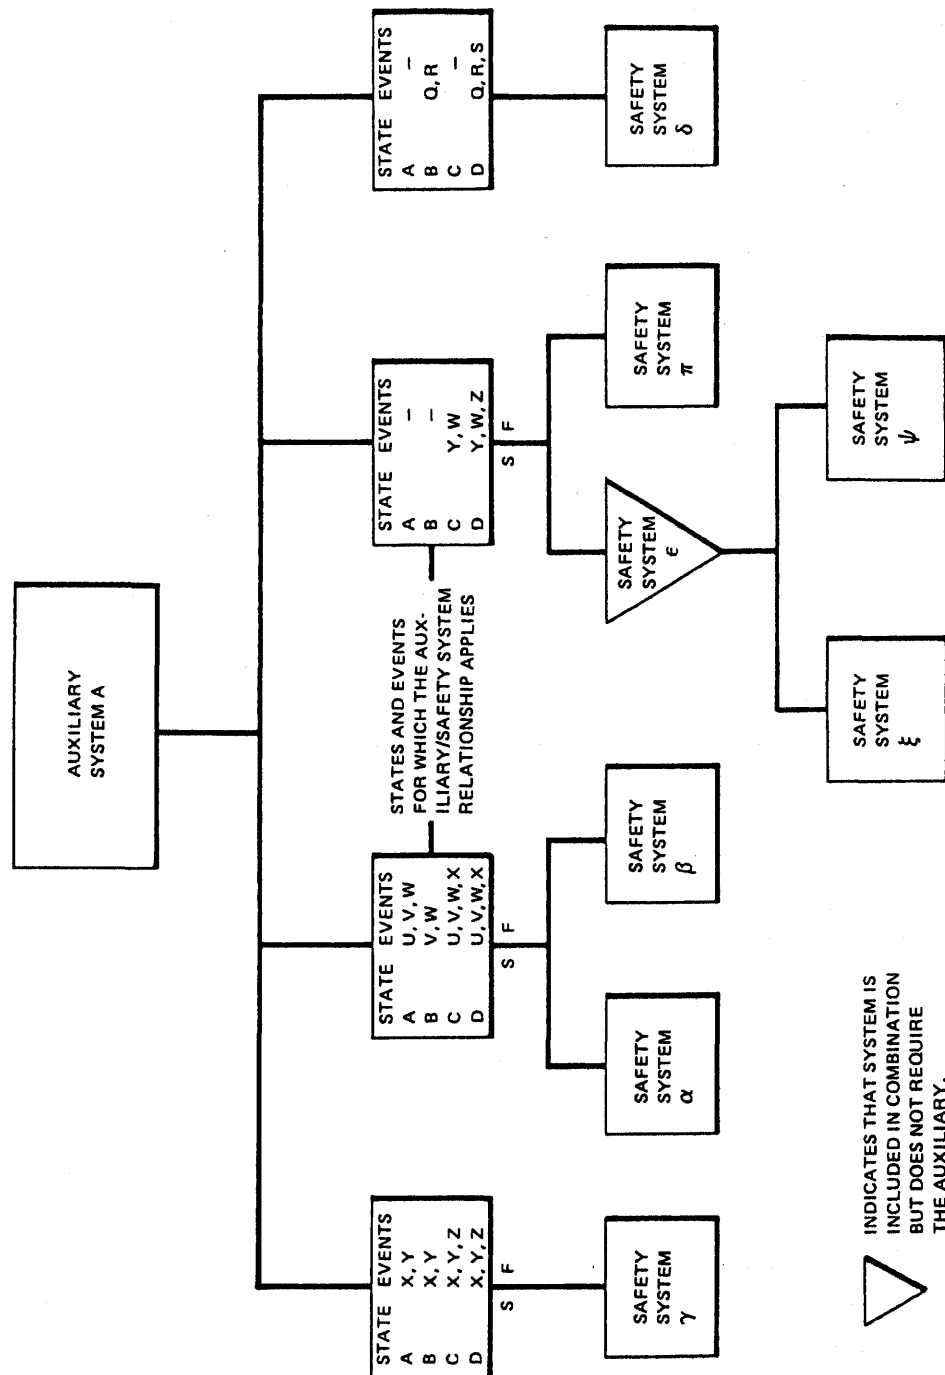 AUXILIARY
SYSTEM A
STATE EVENTS
A X, Y
B X, Y
C X, Y, Z
D X, Y, Z
S F
STATE EVENTS
A U, V, W
B V, W
C U, V, W, X
D U, V, W, X
S F
STATES AND EVENTS
FOR WHICH THE AUX-
ILIARY/SAFETY SYSTEM
RELATIONSHIP APPLIES
STATE EVENTS
A –
B –
C Y, W
D Y, W, Z
S F
STATE EVENTS
A –
B Q, R
C –
D Q, R, S
SAFETY
SYSTEM
γ
SAFETY
SYSTEM
α
SAFETY
SYSTEM
β
SAFETY
SYSTEM
ϵ
SAFETY
SYSTEM
π
SAFETY
SYSTEM
δ
SAFETY
SYSTEM
ξ
SAFETY
SYSTEM
ψ
INDICATES THAT SYSTEM IS
INCLUDED IN COMBINATION
BUT DOES NOT REQUIRE
THE AUXILIARY.